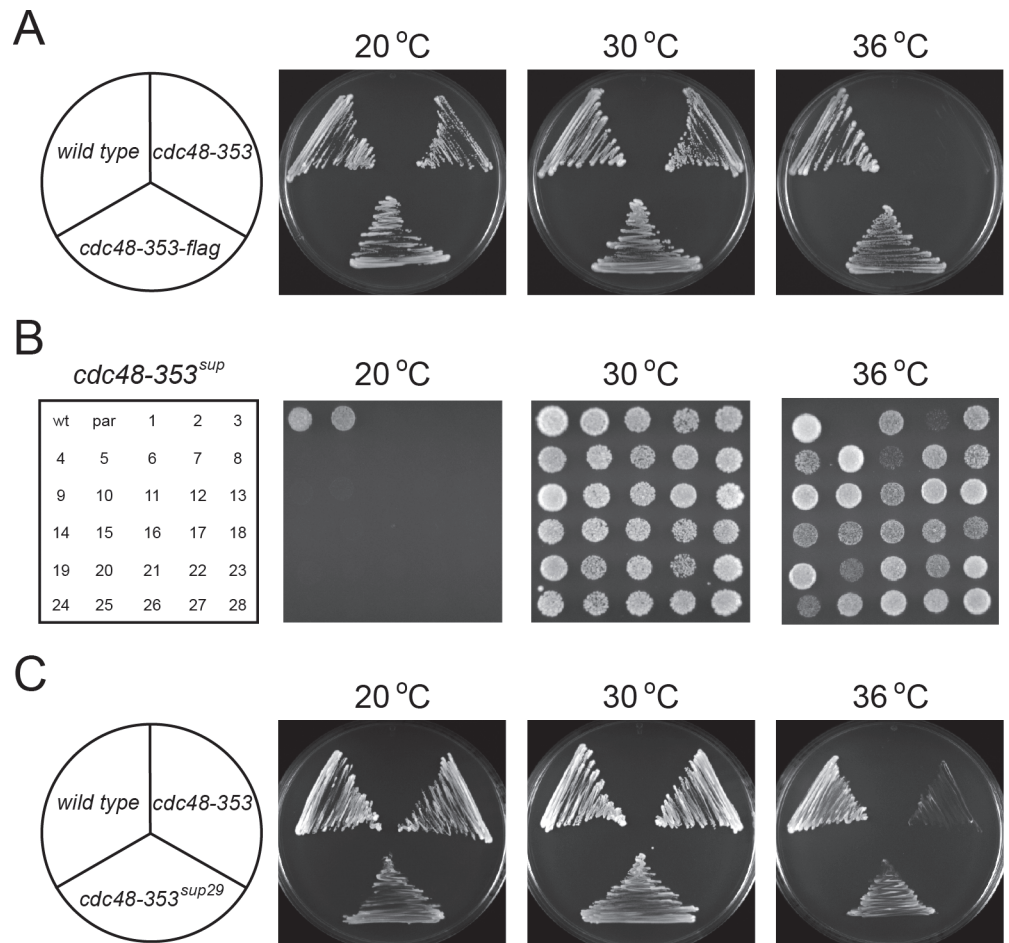 A
20 °C 30 °C 36 °C
wild type cdc48-353
cdc48-353-flag
B
cdc48-353sup
20 °C 30 °C 36 °C
wt par 1 2 3
4 5 6 7 8
9 10 11 12 13
14 15 16 17 18
19 20 21 22 23
24 25 26 27 28
C
20 °C 30 °C 36 °C
wild type cdc48-353
cdc48-353sup29